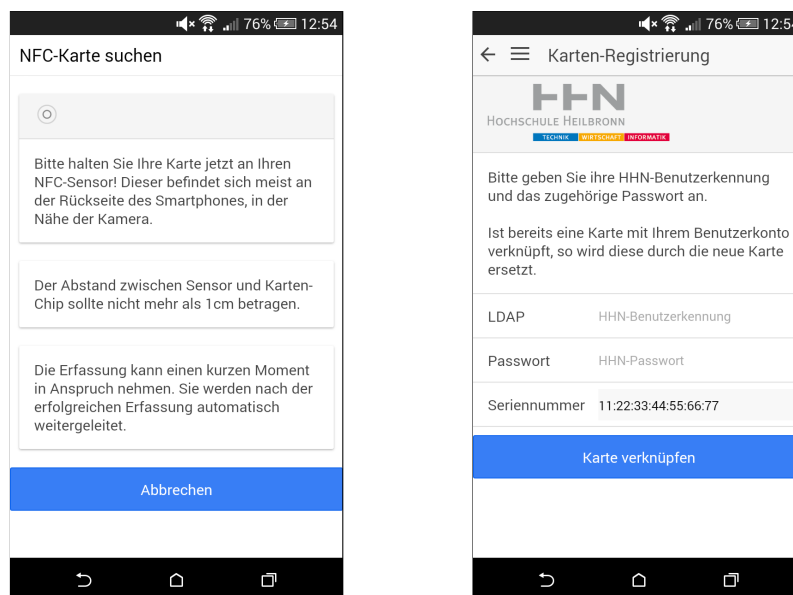 76% 12:54
NFC-Karte suchen
Bitte halten Sie Ihre Karte jetzt an Ihren
NFC-Sensor! Dieser befindet sich meist an
der Rückseite des Smartphones, in der
Nähe der Kamera.
Der Abstand zwischen Sensor und Karten-
Chip sollte nicht mehr als 1cm betragen.
Die Erfassung kann einen kurzen Moment
in Anspruch nehmen. Sie werden nach der
erfolgreichen Erfassung automatisch
weitergeleitet.
Abbrechen
76% 12:54
Karten-Registrierung
HHN
HOCHSCHULE HEILBRONN
TECHNIK WIRTSCHAFT INFORMATIK
Bitte geben Sie ihre HHN-Benutzerkennung
und das zugehörige Passwort an.
Ist bereits eine Karte mit Ihrem Benutzerkonto
verknüpft, so wird diese durch die neue Karte
ersetzt.
LDAP HHN-Benutzerkennung
Passwort HHN-Passwort
Seriennummer 11:22:33:44:55:66:77
Karte verknüpfen